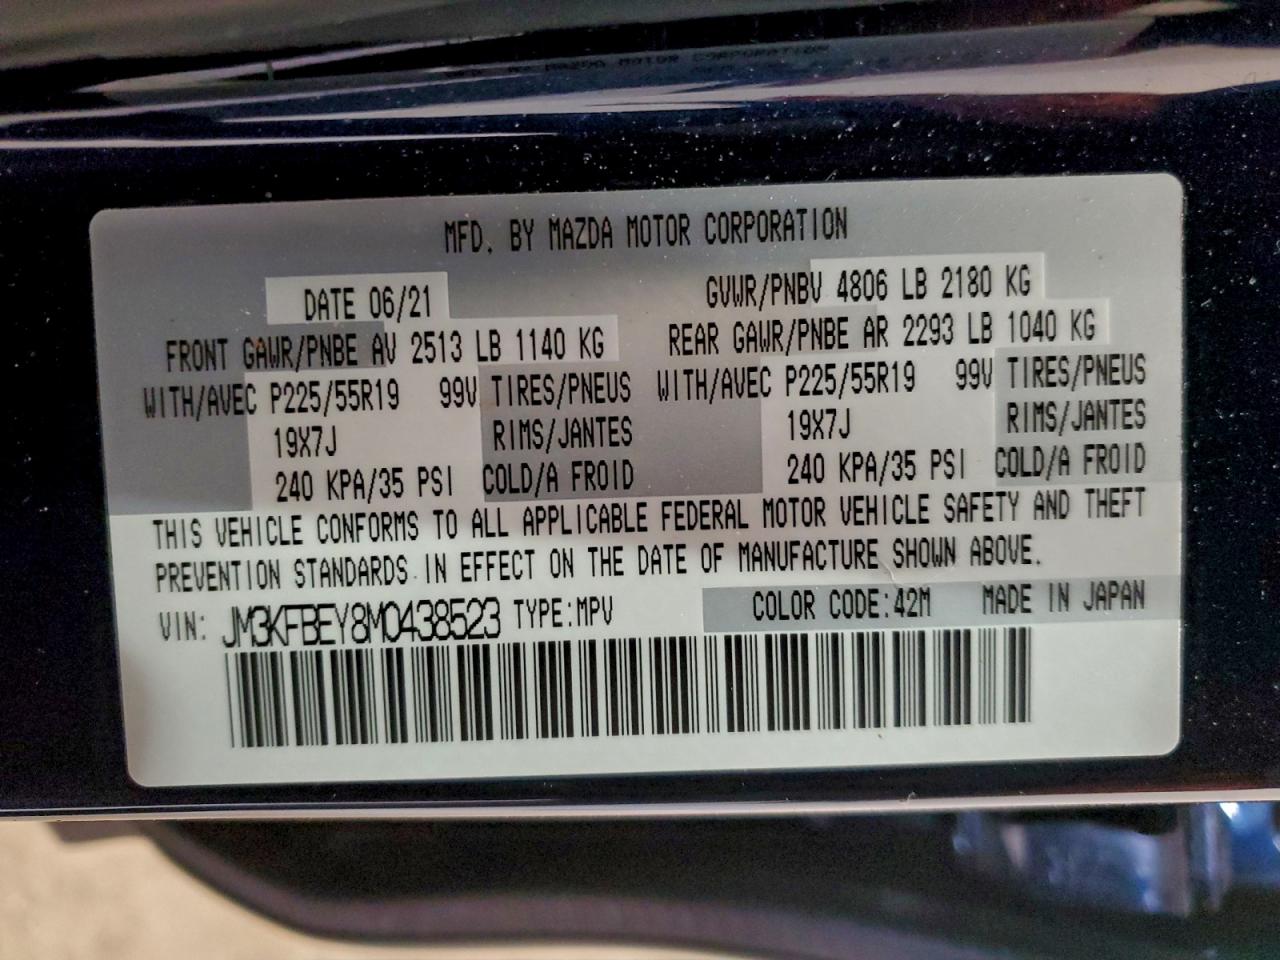 MFD. BY MAZDA MOTOR CORPORATION
DATE 06/21 GVWR/PNBV 4806 LB 2180 KG
FRONT GAWR/PNBE AV 2513 LB 1140 KG REAR GAWR/PNBE AR 2293 LB 1040 KG
WITH/AVEC P225/55R19 99V TIRES/PNEUS WITH/AVEC P225/55R19 99V TIRES/PNEUS
19X7J RIMS/JANTES 19X7J RIMS/JANTES
240 KPA/35 PSI COLD/A FROID 240 KPA/35 PSI COLD/A FROID
THIS VEHICLE CONFORMS TO ALL APPLICABLE FEDERAL MOTOR VEHICLE SAFETY AND THEFT
PREVENTION STANDARDS IN EFFECT ON THE DATE OF MANUFACTURE SHOWN ABOVE.
VIN: JM3KFBEY8M0438523 TYPE:MPV COLOR CODE:42M MADE IN JAPAN